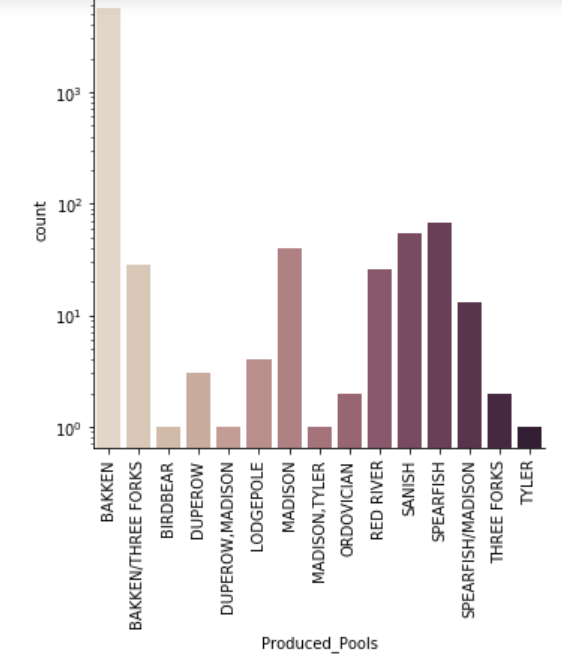 count
10³
10²
10¹
10⁰
BAKKEN
BAKKEN/THREE FORKS
BIRDBEAR
DUPEROW
DUPEROW,MADISON
LODGEPOLE
MADISON
MADISON,TYLER
ORDOVICIAN
RED RIVER
SANISH
SPEARFISH
SPEARFISH/MADISON
THREE FORKS
TYLER
Produced_Pools